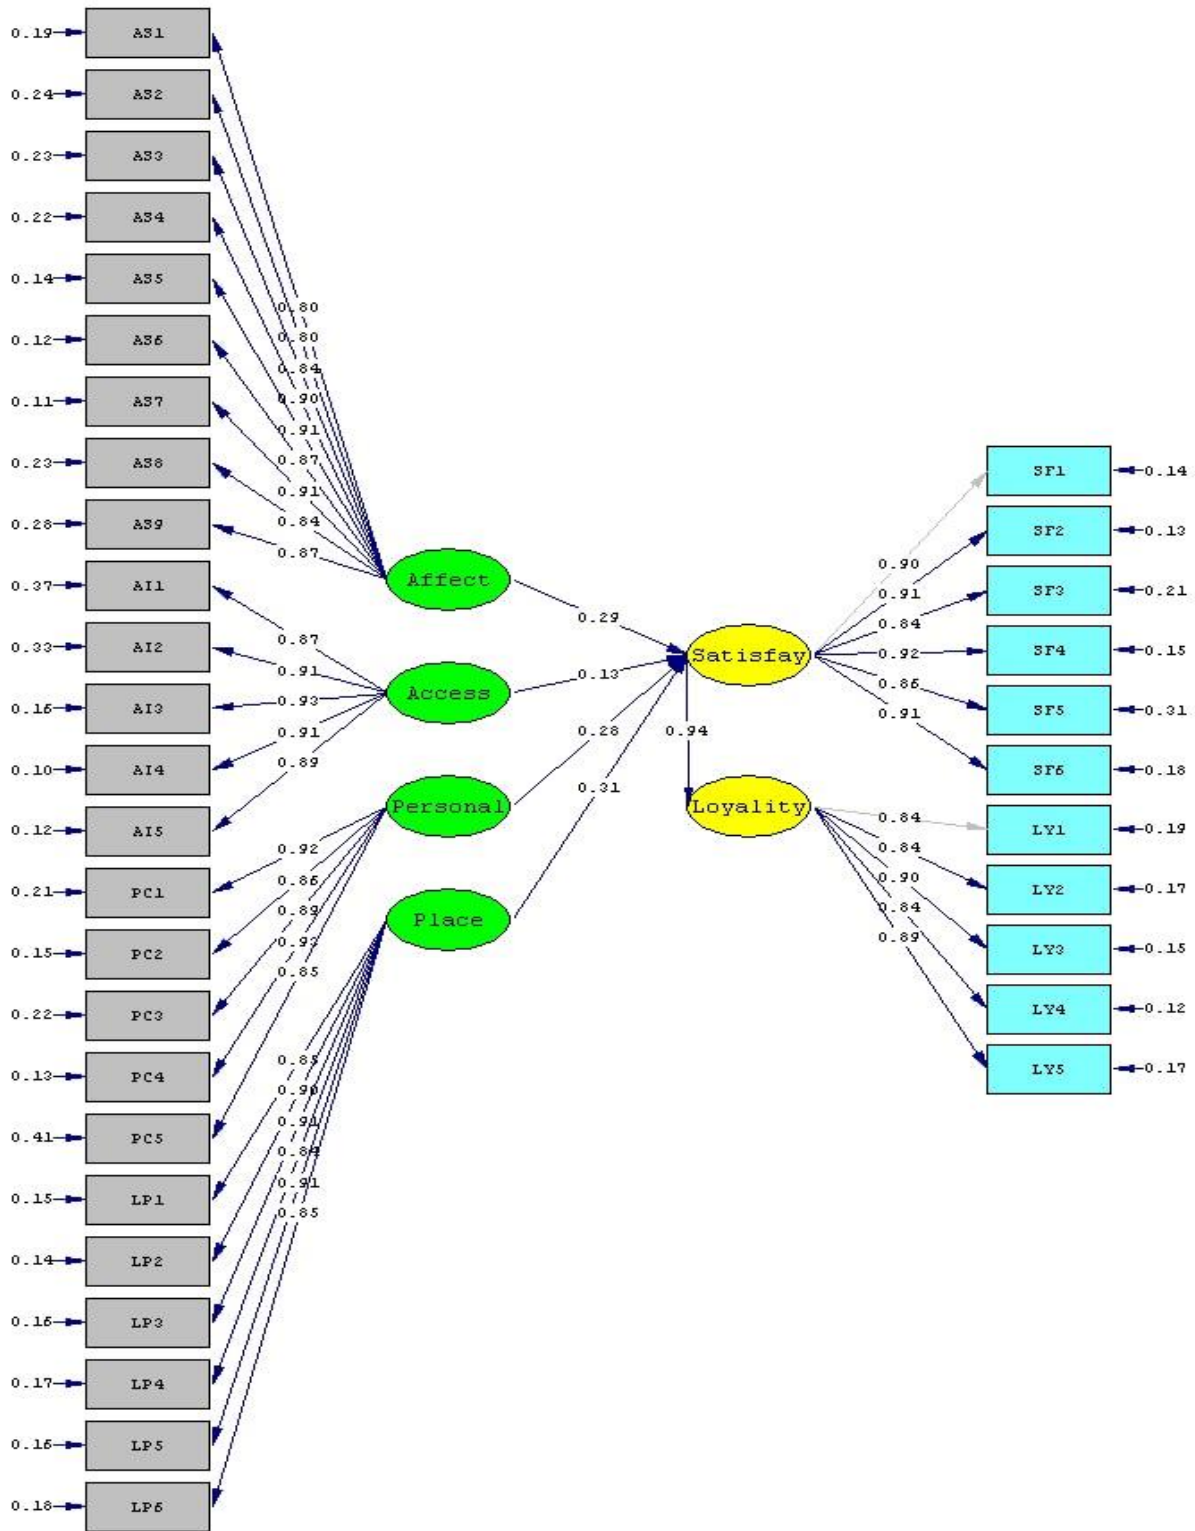 0.19 AS1
0.24 AS2
0.23 AS3
0.22 AS4
0.14 AS5
0.12 AS6
0.11 AS7
0.23 AS8
0.28 AS9
0.37 AI1
0.33 AI2
0.16 AI3
0.10 AI4
0.12 AI5
0.21 PC1
0.15 PC2
0.22 PC3
0.13 PC4
0.41 PC5
0.15 LP1
0.14 LP2
0.16 LP3
0.17 LP4
0.16 LP5
0.18 LP6
0.80
0.80
0.84
0.90
0.91
0.87
0.91
0.84
0.87
0.87
0.91
0.93
0.91
0.89
0.92
0.86
0.89
0.93
0.85
0.85
0.90
0.91
0.84
0.91
0.85
Affect
Access
Personal
Place
0.29
0.13
0.28
0.31
Satisfay
0.94
Loyality
0.90
0.91
0.84
0.92
0.86
0.91
0.84
0.84
0.90
0.84
0.89
SF1 0.14
SF2 0.13
SF3 0.21
SF4 0.15
SF5 0.31
SF6 0.18
LY1 0.19
LY2 0.17
LY3 0.15
LY4 0.12
LY5 0.17